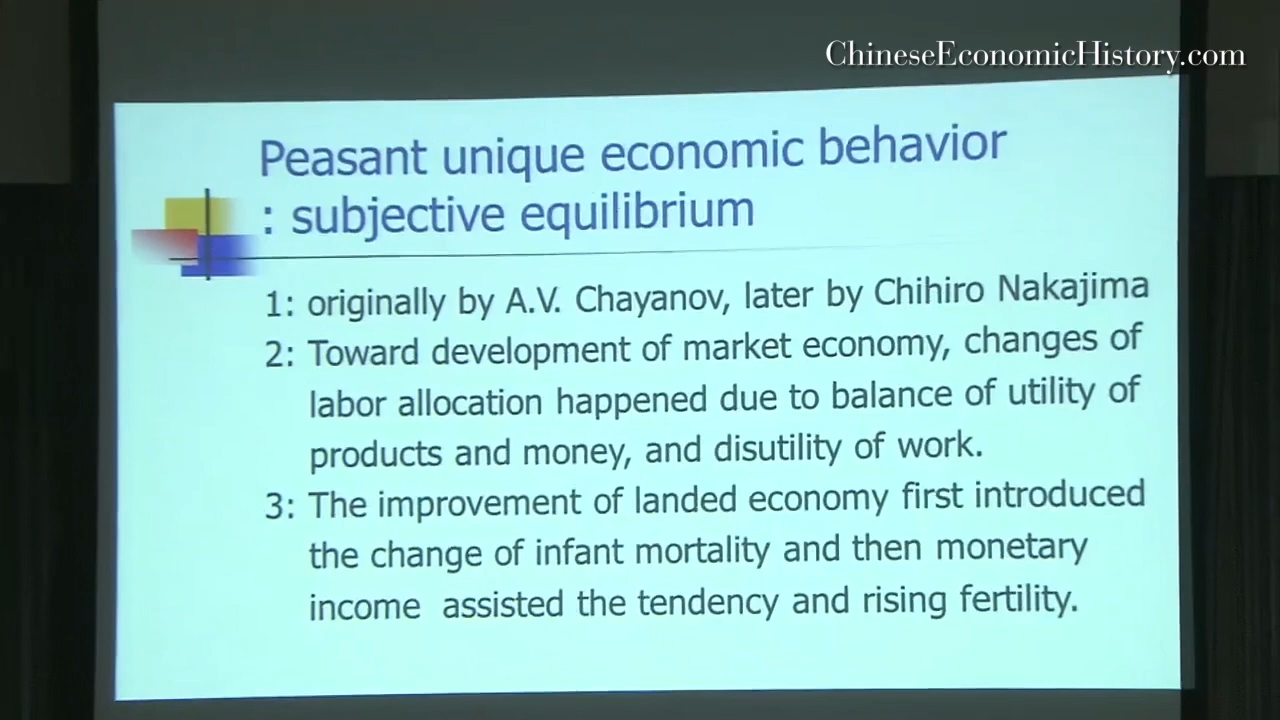 ChineseEconomicHistory.com
Peasant unique economic behavior
: subjective equilibrium
1: originally by A.V. Chayanov, later by Chihiro Nakajima
2: Toward development of market economy, changes of
labor allocation happened due to balance of utility of
products and money, and disutility of work.
3: The improvement of landed economy first introduced
the change of infant mortality and then monetary
income assisted the tendency and rising fertility.